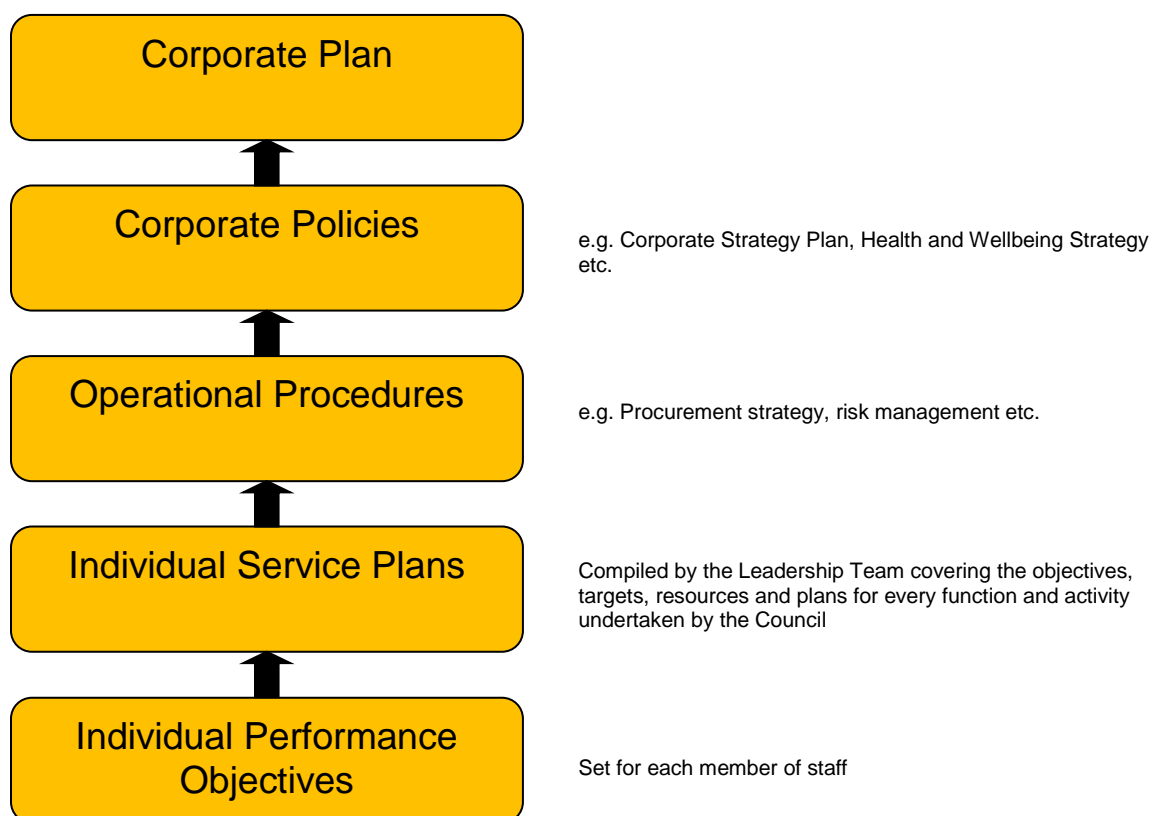 Corporate Plan
Corporate Policies
e.g. Corporate Strategy Plan, Health and Wellbeing Strategy
etc.
Operational Procedures
e.g. Procurement strategy, risk management etc.
Individual Service Plans
Compiled by the Leadership Team covering the objectives,
targets, resources and plans for every function and activity
undertaken by the Council
Individual Performance
Objectives
Set for each member of staff